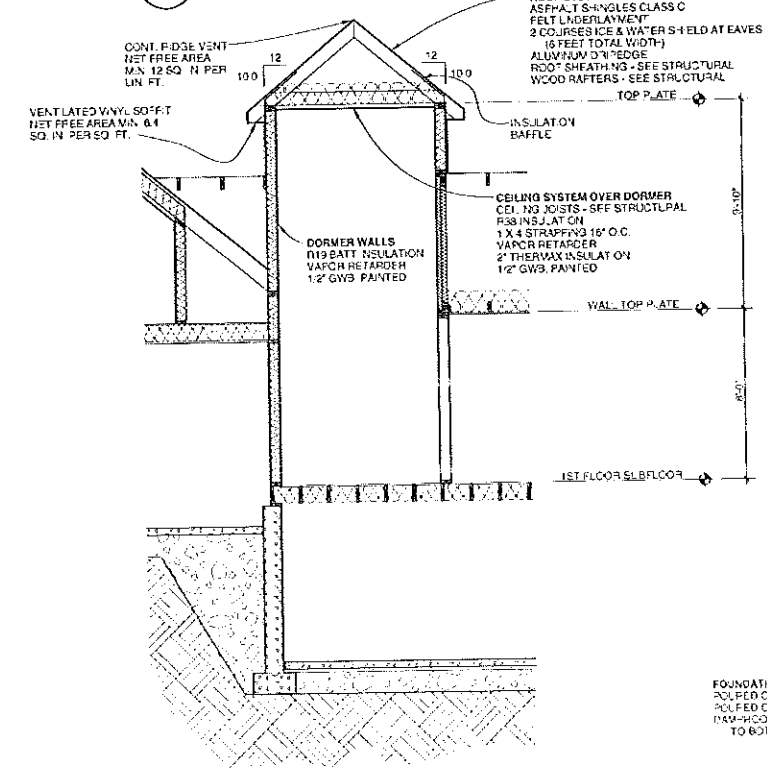 ASPHALT SHINGLES CLASS C
FELT UNDERLAYMENT
2 COURSES ICE & WATER SHIELD AT EAVES
(6 FEET TOTAL WIDTH)
ALUMINUM DRIPEDGE
ROOF SHEATHING - SEE STRUCTURAL
WOOD RAFTERS - SEE STRUCTURAL
CONT. RIDGE VENT
NET FREE AREA
MIN 12 SQ. IN PER
LIN. FT.
12
10.0
12
10.0
TOP PLATE
VENTILATED VINYL SOFFIT
NET FREE AREA MIN. 6.4
SQ. IN. PER SQ. FT.
INSULATION
BAFFLE
CEILING SYSTEM OVER DORMER
CEILING JOISTS - SEE STRUCTURAL
R38 INSULATION
1 X 4 STRAPPING 16" O.C.
VAPOR RETARDER
2" THERMAX INSULATION
1/2" GWB, PAINTED
DORMER WALLS
R19 BATT INSULATION
VAPOR RETARDER
1/2" GWB, PAINTED
9'-10"
WALL TOP PLATE
8'-0"
1ST FLOOR SUBFLOOR
FOUNDATI
POURED C
POURED C
TO BOT